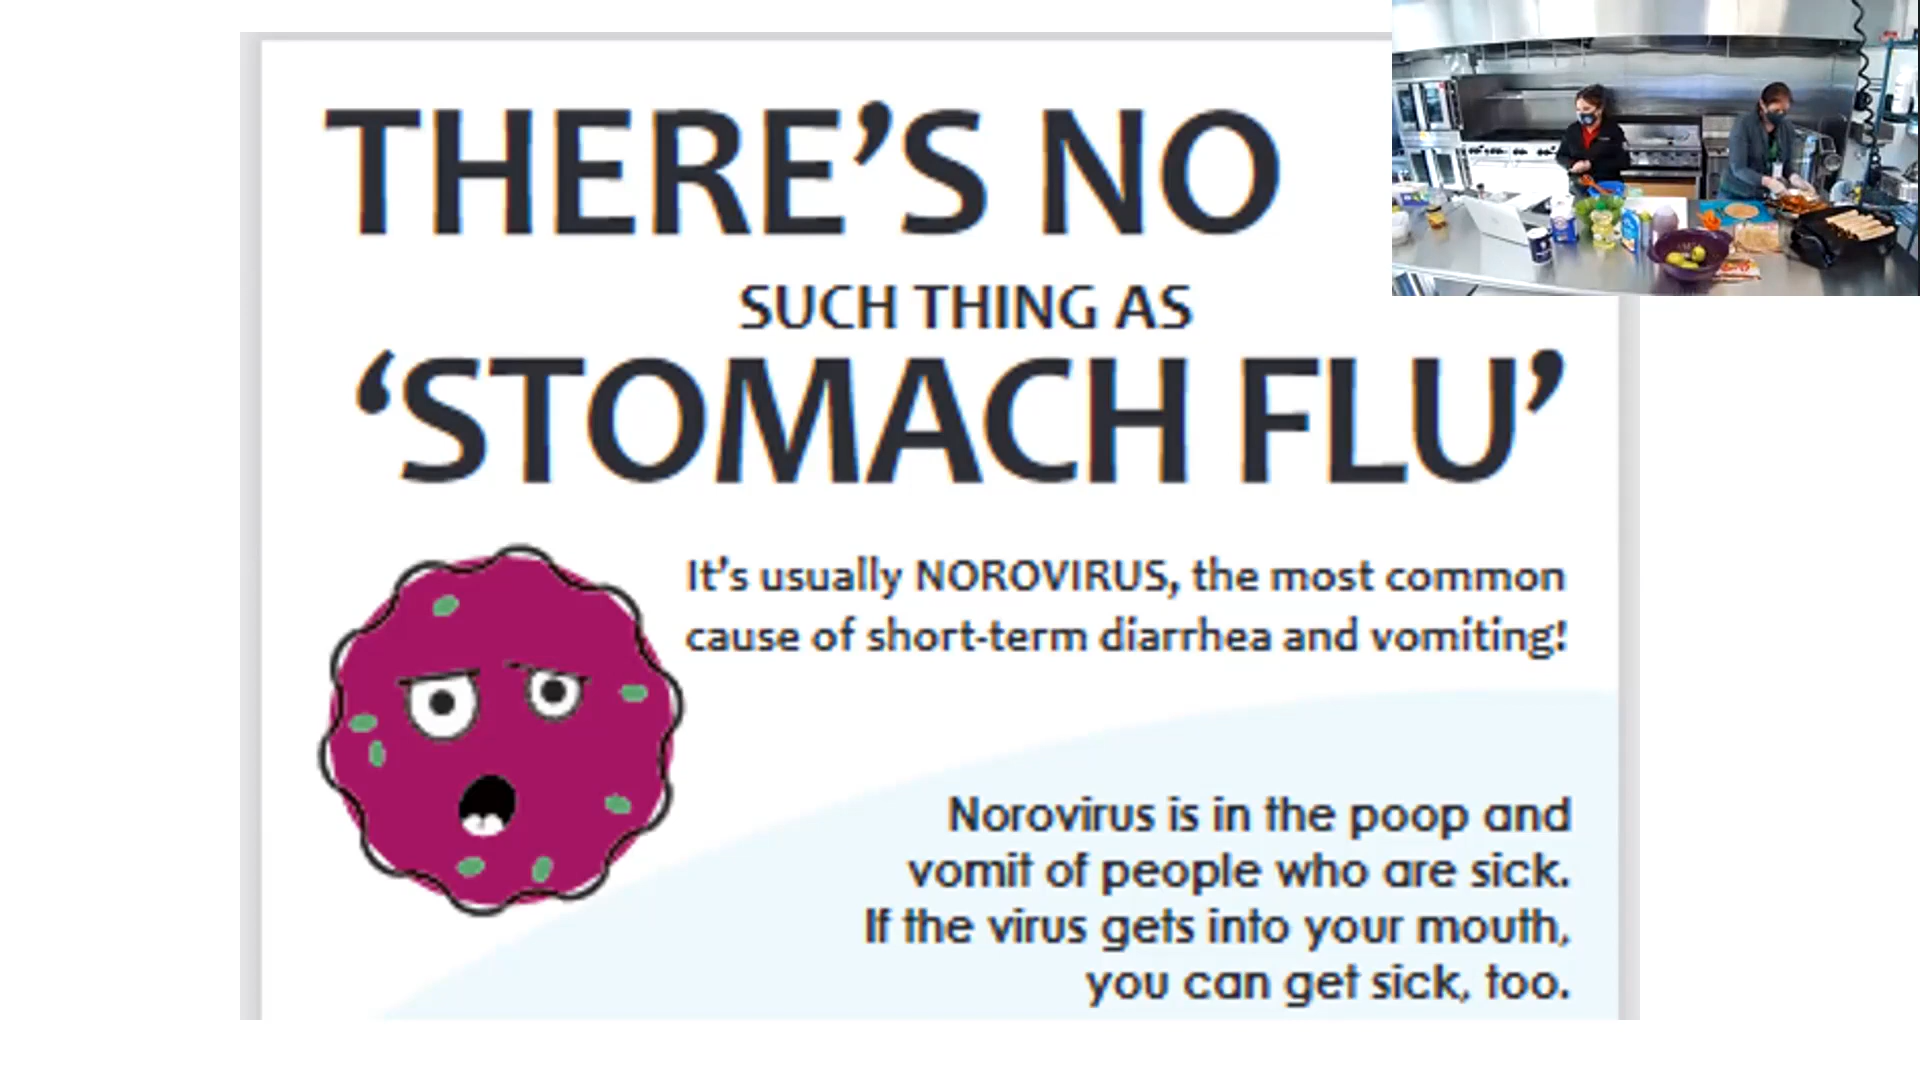 THERE’S NO
SUCH THING AS
‘STOMACH FLU’
It’s usually NOROVIRUS, the most common
cause of short-term diarrhea and vomiting!
Norovirus is in the poop and
vomit of people who are sick.
If the virus gets into your mouth,
you can get sick, too.